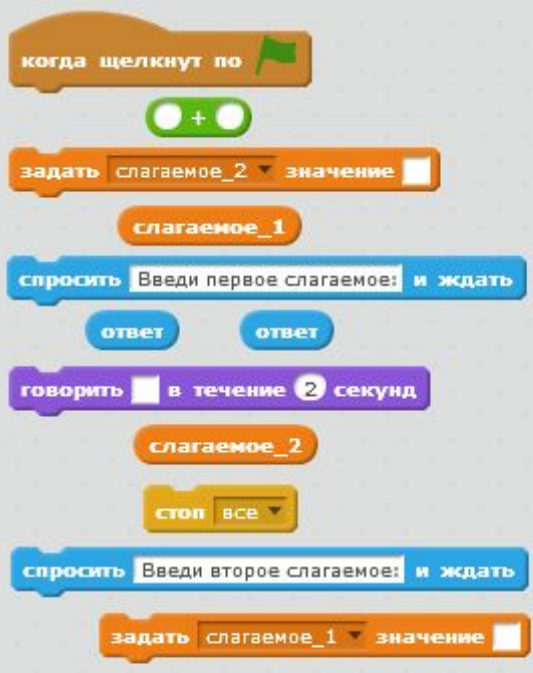 когда щелкнут по
+
задать слагаемое_2 значение
слагаемое_1
спросить Введи первое слагаемое: и ждать
ответ ответ
говорить в течение 2 секунд
слагаемое_2
стоп все
спросить Введи второе слагаемое: и ждать
задать слагаемое_1 значение